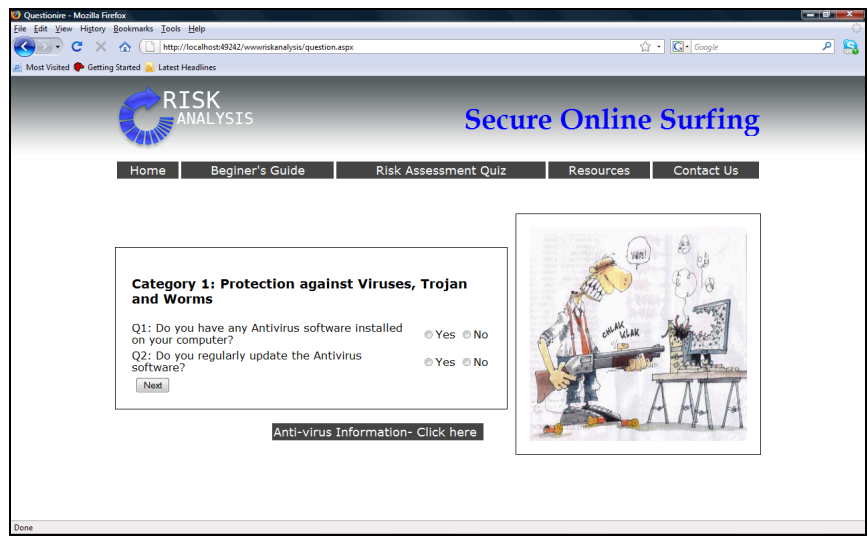 Questionire - Mozilla Firefox
File Edit View History Bookmarks Tools Help
http://localhost:49242/wwwriskanalysis/question.aspx
Google
Most Visited Getting Started Latest Headlines
RISK
ANALYSIS
Secure Online Surfing
Home Beginer's Guide Risk Assessment Quiz Resources Contact Us
Category 1: Protection against Viruses, Trojan
and Worms
Q1: Do you have any Antivirus software installed
on your computer?
Yes No
Q2: Do you regularly update the Antivirus
software?
Yes No
Next
Anti-virus Information- Click here
CHLAK
KLAK
Done